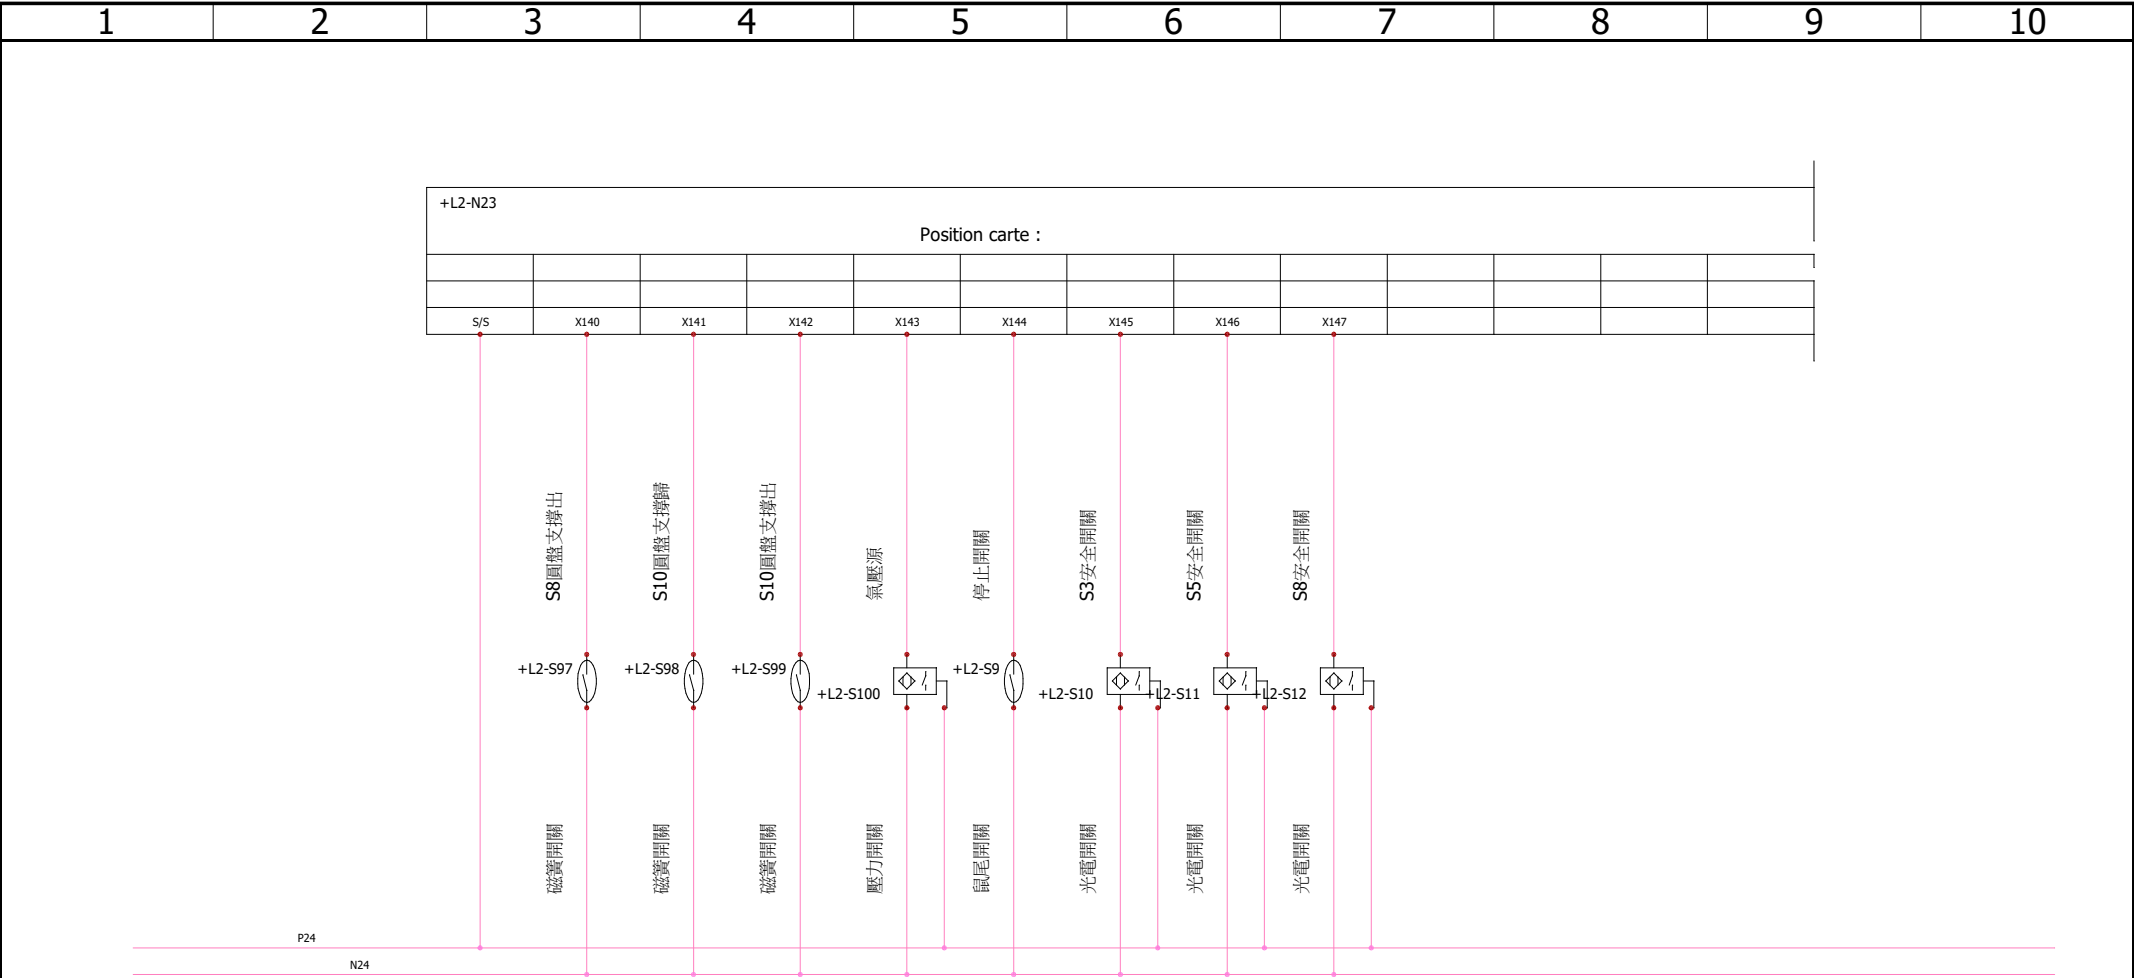 1 2 3 4 5 6 7 8 9 10
+L2-N23
Position carte :
S/S X140 X141 X142 X143 X144 X145 X146 X147
S8圓盤支撐出
S10圓盤支撐歸
S10圓盤支撐出
氣壓源
停止開關
S3安全開關
S5安全開關
S8安全開關
+L2-S97
+L2-S98
+L2-S99
+L2-S100
+L2-S9
+L2-S10
+L2-S11
+L2-S12
磁簧開關
磁簧開關
磁簧開關
壓力開關
鼠尾開關
光電開關
光電開關
光電開關
P24
N24